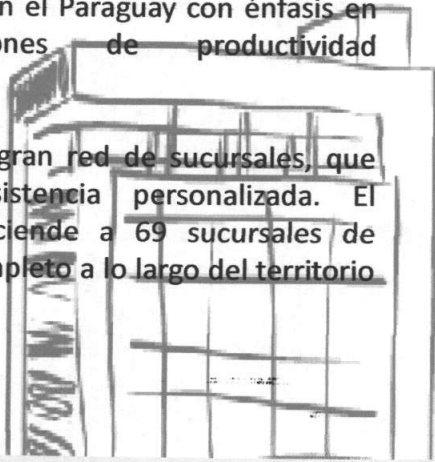 n el Paraguay con énfasis en
ones de productividad
gran red de sucursales, que
sistencia personalizada. El
ciende a 69 sucursales de
npleto a lo largo del territorio